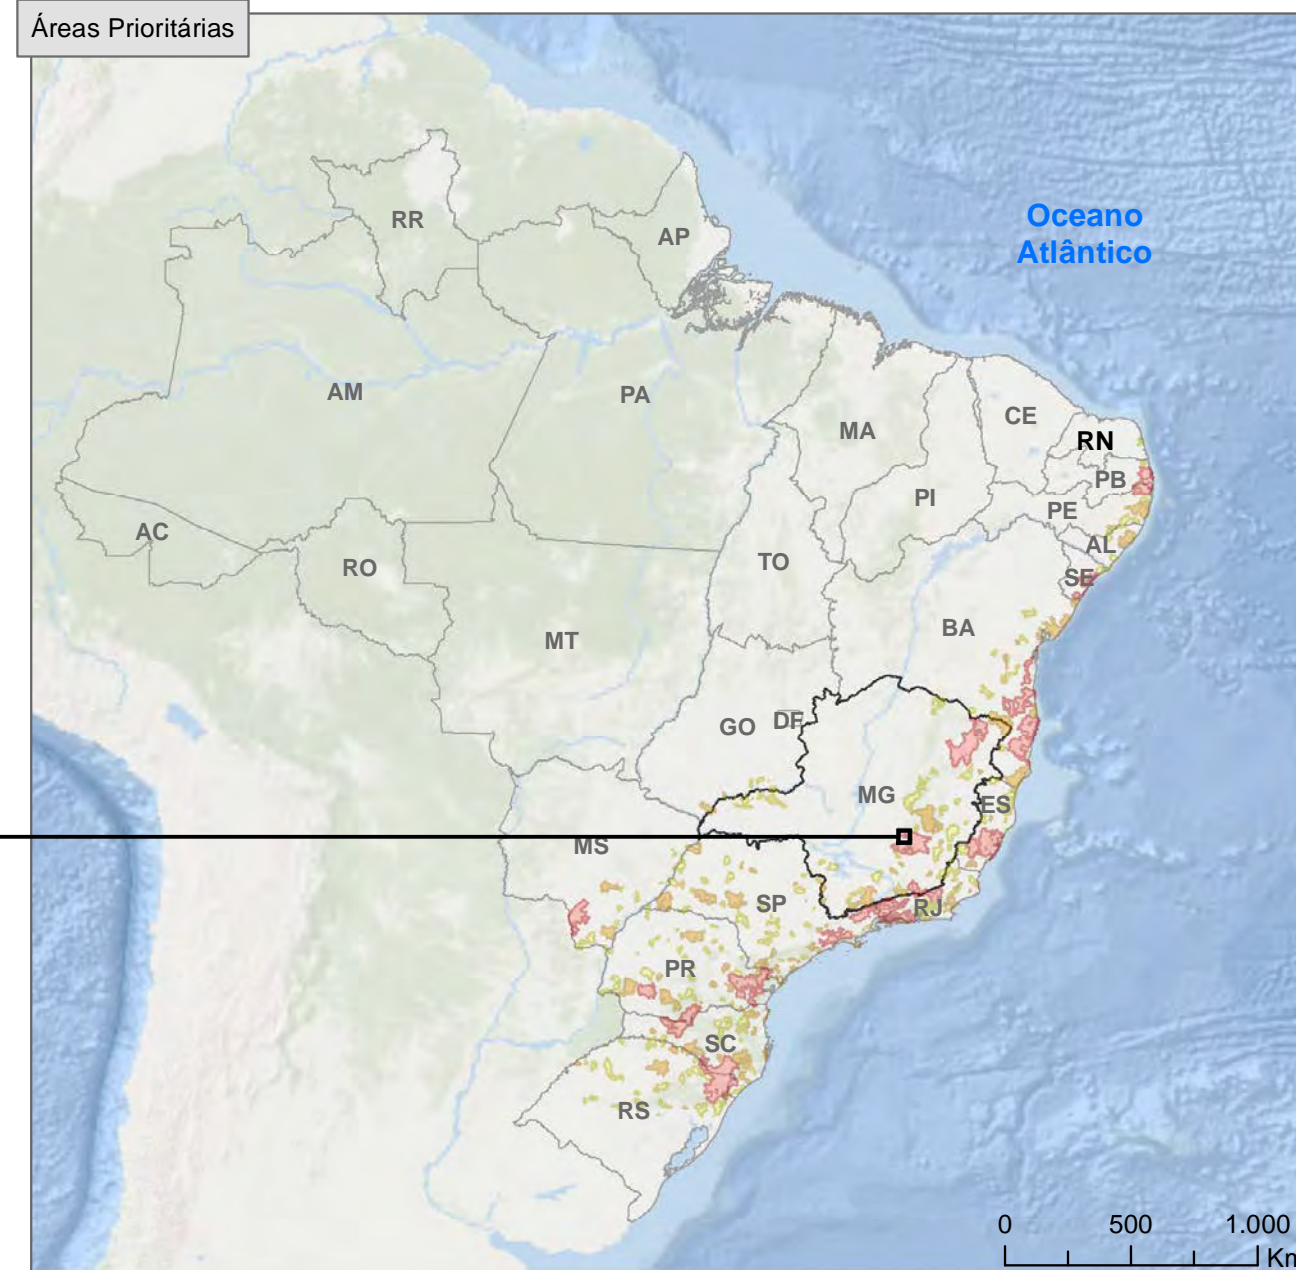 Áreas Prioritárias
Oceano
Atlântico
RR
AP
AM
PA
MA
CE
RN
PB
PI
PE
AC
AL
RO
TO
SE
BA
MT
GO
DF
MG
ES
MS
SP
RJ
PR
SC
RS
0 500 1.000
Km